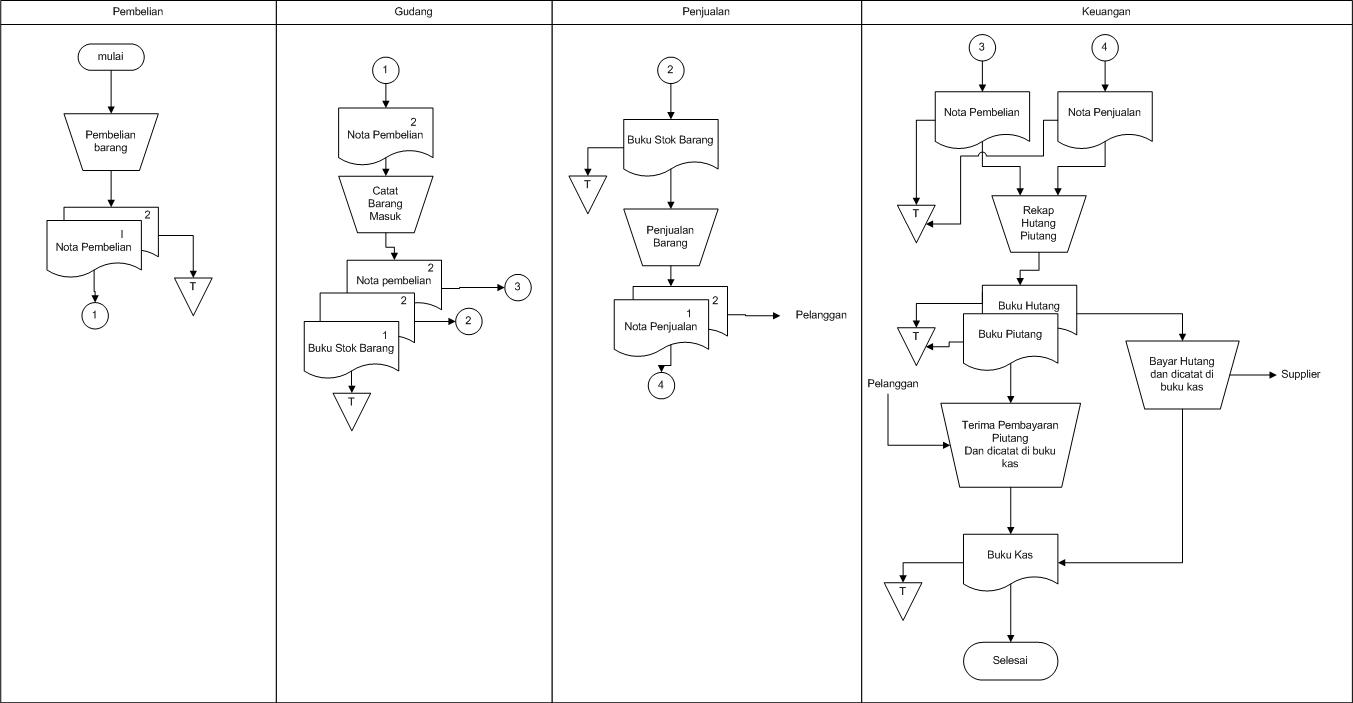 Pembelian
Gudang
Penjualan
Keuangan
mulai
Pembelian
barang
2
I
Nota Pembelian
T
1
1
2
Nota Pembelian
Catat
Barang
Masuk
2
Nota pembelian
3
2
2
1
Buku Stok Barang
T
2
Buku Stok Barang
T
Penjualan
Barang
2
1
Nota Penjualan
Pelanggan
4
3
4
Nota Pembelian
Nota Penjualan
T
Rekap
Hutang
Piutang
Buku Hutang
Buku Piutang
T
Bayar Hutang
dan dicatat di
buku kas
Supplier
Pelanggan
Terima Pembayaran
Piutang
Dan dicatat di buku
kas
Buku Kas
T
Selesai